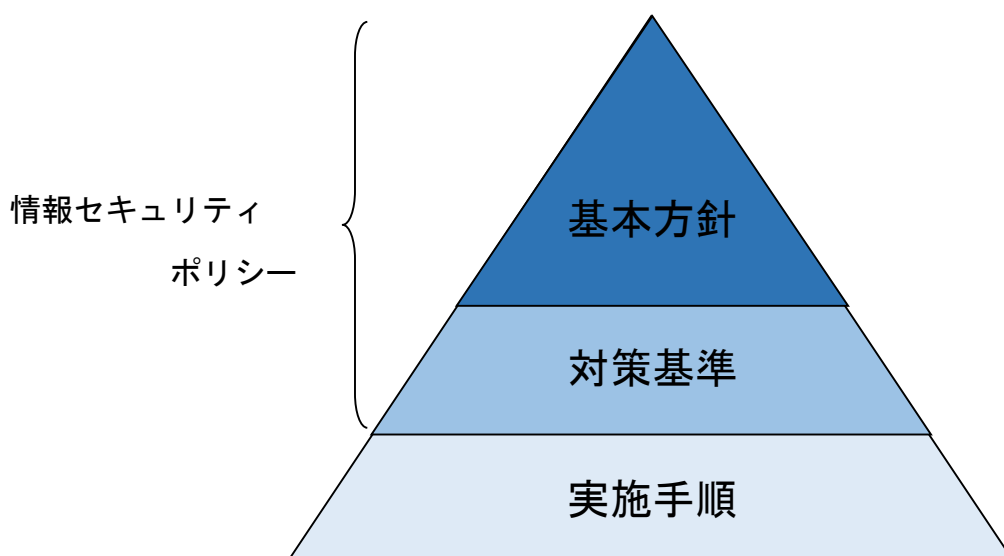 情報セキュリティ
ポリシー
基本方針
対策基準
実施手順